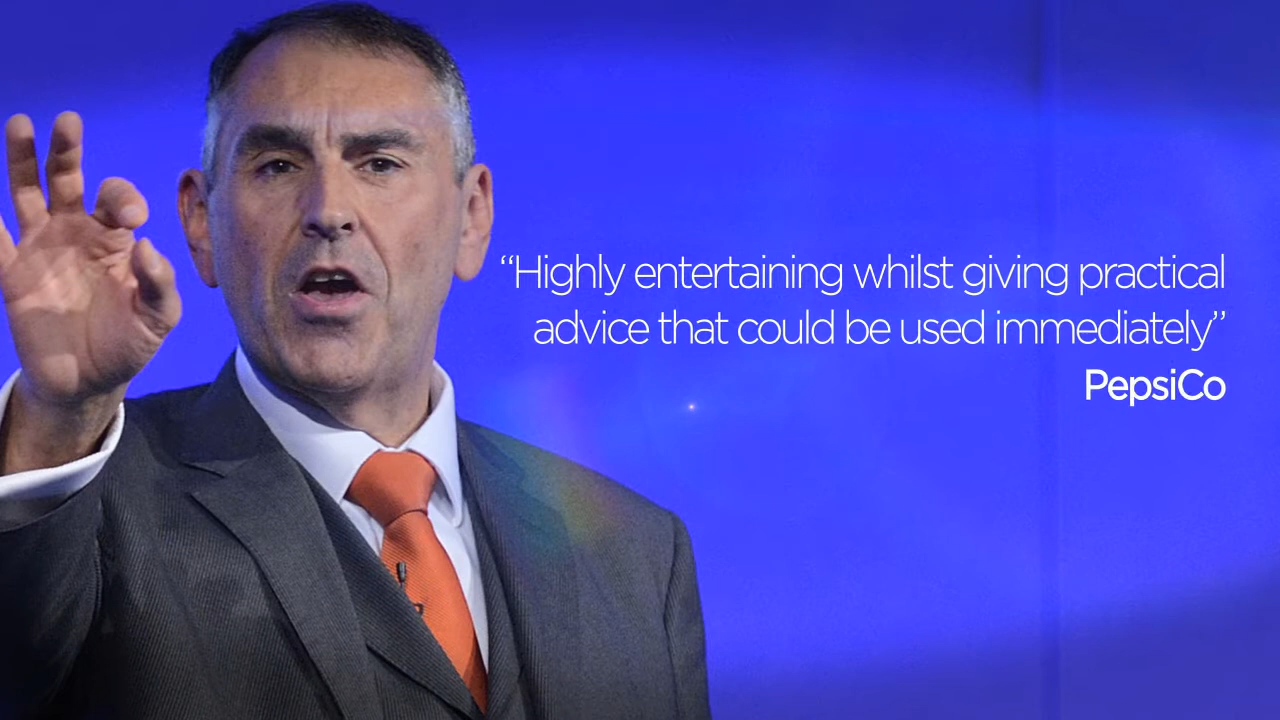 “Highly entertaining whilst giving practical
advice that could be used immediately”
PepsiCo